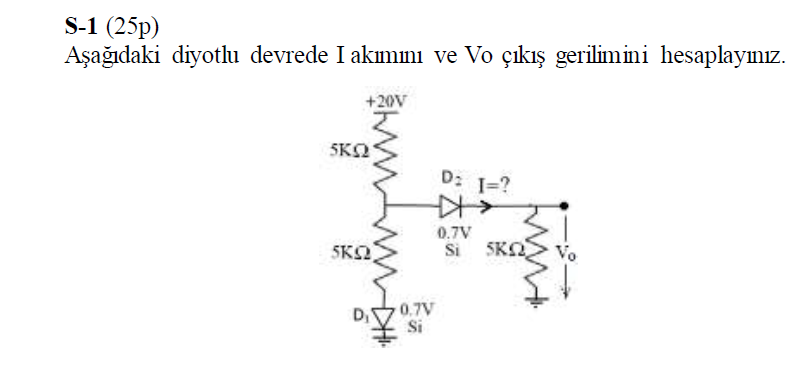 S-1 (25p)
Aşağıdaki diyotlu devrede I akımını ve Vo çıkış gerilimini hesaplayınız.
+20V
5KΩ
D₂ I=?
0.7V
Si
5KΩ
5KΩ
Vo
D₁
0.7V
Si